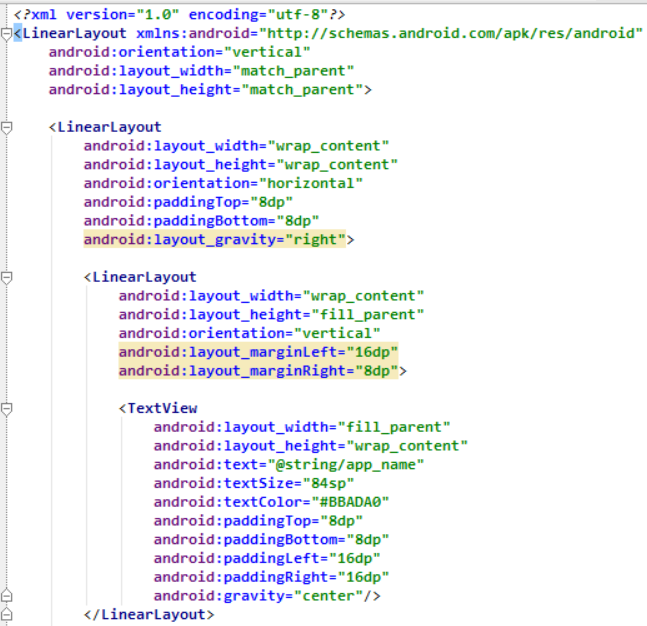 <?xml version="1.0" encoding="utf-8"?>
<LinearLayout xmlns:android="http://schemas.android.com/apk/res/android"
    android:orientation="vertical"
    android:layout_width="match_parent"
    android:layout_height="match_parent">

    <LinearLayout
        android:layout_width="wrap_content"
        android:layout_height="wrap_content"
        android:orientation="horizontal"
        android:paddingTop="8dp"
        android:paddingBottom="8dp"
        android:layout_gravity="right">

        <LinearLayout
            android:layout_width="wrap_content"
            android:layout_height="fill_parent"
            android:orientation="vertical"
            android:layout_marginLeft="16dp"
            android:layout_marginRight="8dp">

            <TextView
                android:layout_width="fill_parent"
                android:layout_height="wrap_content"
                android:text="@string/app_name"
                android:textSize="84sp"
                android:textColor="#BBADA0"
                android:paddingTop="8dp"
                android:paddingBottom="8dp"
                android:paddingLeft="16dp"
                android:paddingRight="16dp"
                android:gravity="center"/>
        </LinearLayout>